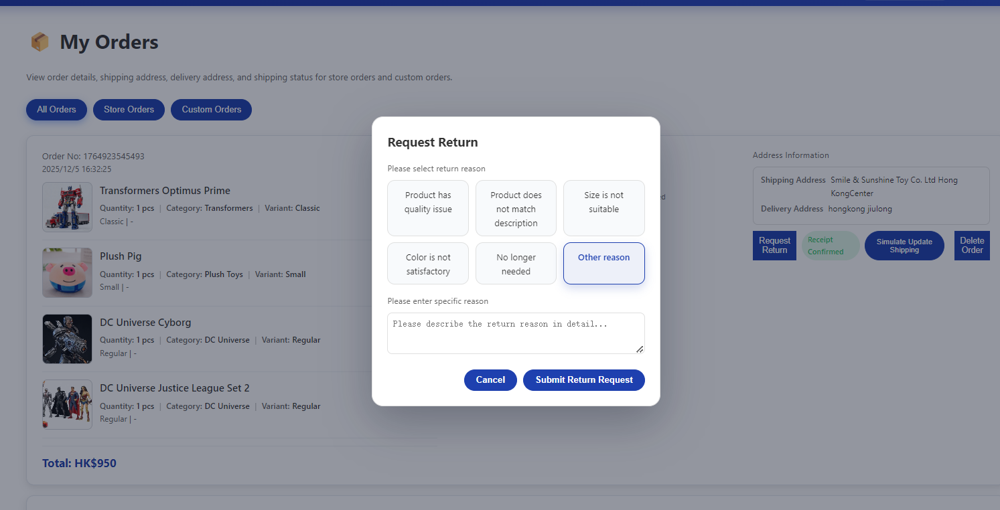 My Orders
View order details, shipping address, delivery address, and shipping status for store orders and custom orders.
All Orders
Store Orders
Custom Orders
Order No: 1764923545493
2025/12/5 16:32:25
Transformers Optimus Prime
Quantity: 1 pcs | Category: Transformers | Variant: Classic
Classic | -
Plush Pig
Quantity: 1 pcs | Category: Plush Toys | Variant: Small
Small | -
DC Universe Cyborg
Quantity: 1 pcs | Category: DC Universe | Variant: Regular
Regular | -
DC Universe Justice League Set 2
Quantity: 1 pcs | Category: DC Universe | Variant: Regular
Regular | -
Total: HK$950
Request Return
Please select return reason
Product has
quality issue
Product does
not match
description
Size is not
suitable
Color is not
satisfactory
No longer
needed
Other reason
Please enter specific reason
Please describe the return reason in detail...
Cancel
Submit Return Request
Address Information
Shipping Address Smile & Sunshine Toy Co. Ltd Hong
KongCenter
Delivery Address hongkong jiulong
Request
Return
Receipt
Confirmed
Simulate Update
Shipping
Delete
Order